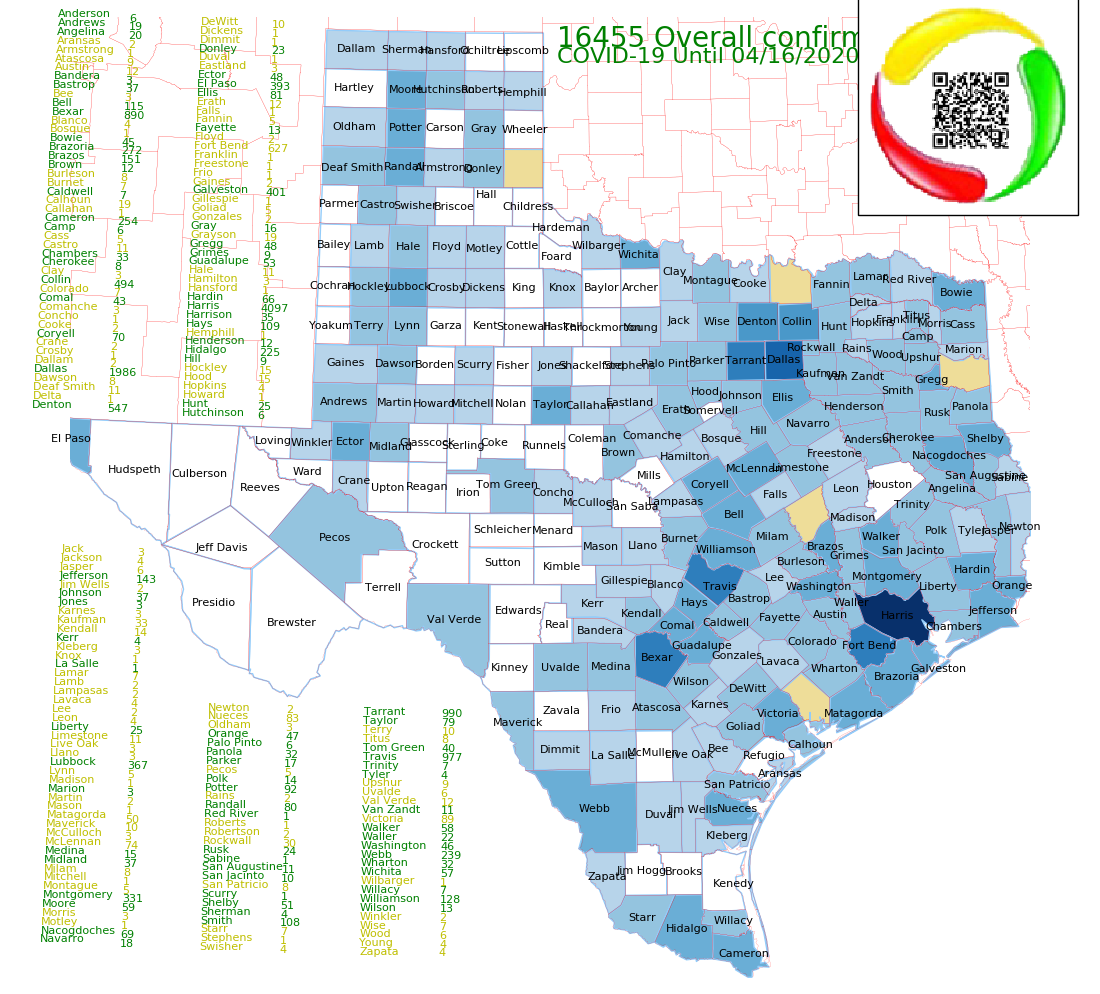 16455 Overall confirm
COVID-19 Until 04/16/2020
Anderson 6
Andrews 19
Angelina 20
Aransas 2
Armstrong 1
Atascosa 9
Austin 12
Bandera 3
Bastrop 37
Bee
Bell 115
Bexar 890
Blanco 4
Bosque 1
Bowie 45
Brazoria 272
Brazos 151
Brown 12
Burleson 8
Burnet 7
Caldwell 7
Calhoun 19
Callahan
Cameron 254
Camp 6
Cass 5
Castro 11
Chambers 33
Cherokee 8
Clay 3
Collin 494
Colorado 7
Comal 43
Comanche 3
Concho 1
Cooke 2
Coryell 70
Crane 2
Crosby 1
Dallam 2
Dallas 1986
Dawson 8
Deaf Smith 11
Delta 1
Denton 547
DeWitt 10
Dickens 1
Dimmit 1
Donley 23
Duval 1
Eastland 3
Ector 48
El Paso 393
Ellis 81
Erath 12
Falls 1
Fannin 5
Fayette 13
Floyd 2
Fort Bend 627
Franklin 1
Freestone 1
Frio 1
Gaines 2
Galveston 401
Gillespie 1
Goliad 5
Gonzales 2
Gray 16
Grayson 19
Gregg 48
Grimes 9
Guadalupe 53
Hale 11
Hamilton 3
Hansford 1
Hardin 66
Harris 4097
Harrison 35
Hays 109
Hemphill 1
Henderson 12
Hidalgo 225
Hill 9
Hockley 15
Hood 15
Hopkins 4
Howard 1
Hunt 25
Hutchinson 6
Dallam Sherman Hansford Ochiltree Lipscomb
Hartley Moore Hutchinson Roberts Hemphill
Oldham Potter Carson Gray Wheeler
Deaf Smith Randall Armstrong Donley
Parmer Castro Swisher Briscoe Hall Childress
Hardeman
Bailey Lamb Hale Floyd Motley Cottle Foard Wilbarger Wichita
Clay Montague Cooke Fannin Lamar Red River Bowie
Cochran Hockley Lubbock Crosby Dickens King Knox Baylor Archer
Delta Hopkins Franklin Titus Morris Cass Camp
Yoakum Terry Lynn Garza Kent Stonewall Haskell Throckmorton Young Jack Wise Denton Collin Hunt
Rockwall Rains Wood Upshur Marion
Gaines Dawson Borden Scurry Fisher Jones Shackelford Stephens Palo Pinto Parker Tarrant Dallas Kaufman Van Zandt Smith Gregg
Andrews Martin Howard Mitchell Nolan Taylor Callahan Eastland Erath Hood Somervell Johnson Ellis Henderson Rusk Panola
El Paso Hudspeth Culberson Reeves Loving Winkler Ector Midland Glasscock Sterling Coke Runnels Coleman Brown Comanche Bosque Hill Navarro Anderson Cherokee Shelby
Ward Crane Upton Reagan Irion Tom Green Concho McCulloch Mills Hamilton McLennan Limestone Freestone Nacogdoches San Augustine Sabine
San Saba Lampasas Coryell Falls Leon Houston Angelina Trinity
Jeff Davis Pecos Crockett Schleicher Menard Mason Llano Burnet Bell Milam Madison Walker Polk Tyler Jasper Newton
Terrell Sutton Kimble Gillespie Blanco Williamson Brazos Burleson Grimes San Jacinto Montgomery Liberty Hardin Orange
Presidio Brewster Val Verde Edwards Real Kerr Bandera Kendall Comal Hays Travis Bastrop Lee Washington Waller Austin Fayette Harris Chambers Jefferson
Kinney Uvalde Medina Bexar Guadalupe Caldwell Gonzales Lavaca Colorado Wharton Fort Bend Brazoria Galveston
Maverick Zavala Frio Atascosa Wilson Karnes DeWitt Goliad Victoria Matagorda Calhoun
Dimmit La Salle McMullen Live Oak Bee Refugio Aransas San Patricio
Webb Duval Jim Wells Nueces Kleberg
Zapata Jim Hogg Brooks Kenedy
Starr Hidalgo Willacy Cameron
Jack 3
Jackson 4
Jasper 6
Jefferson 143
Jim Wells
Johnson 37
Jones 3
Karnes
Kaufman 33
Kendall 14
Kerr 4
Kleberg 3
Knox 1
La Salle 1
Lamar 7
Lamb 2
Lampasas 2
Lavaca 4
Lee 2
Leon 4
Liberty 25
Limestone 11
Live Oak 3
Llano 3
Lubbock 367
Lynn 5
Madison 1
Marion 3
Martin 2
Mason 1
Matagorda 50
Maverick 10
McCulloch 3
McLennan 74
Medina 15
Midland 37
Milam 8
Mitchell 1
Montague 5
Montgomery 331
Moore 59
Morris 3
Motley 1
Nacogdoches 69
Navarro 18
Newton 2
Nueces 83
Oldham 3
Orange 47
Palo Pinto 6
Panola 32
Parker 17
Pecos 5
Polk 14
Potter 92
Rains 2
Randall 80
Red River 1
Roberts 1
Robertson 2
Rockwall 30
Rusk 24
Sabine 1
San Augustine 11
San Jacinto 10
San Patricio 8
Scurry 1
Shelby 51
Sherman 4
Smith 108
Starr 7
Stephens 1
Swisher 4
Tarrant 990
Taylor 79
Terry 10
Titus 8
Tom Green 40
Travis 977
Trinity 7
Tyler 4
Upshur 9
Uvalde 6
Val Verde 12
Van Zandt 11
Victoria 89
Walker 58
Waller 22
Washington 46
Webb 239
Wharton 32
Wichita 57
Wilbarger 1
Willacy 7
Williamson 128
Wilson 13
Winkler 2
Wise 7
Wood 6
Young 4
Zapata 4